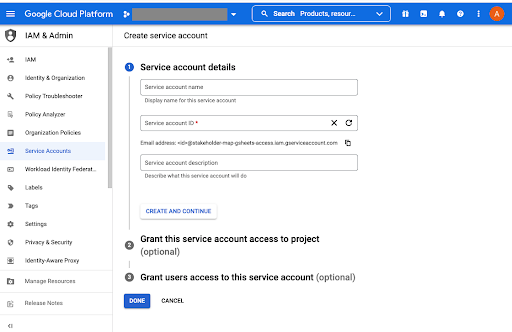 Google Cloud Platform
Search Products, resour...
A
IAM & Admin
Create service account
IAM
Identity & Organization
Policy Troubleshooter
Policy Analyzer
Organization Policies
Service Accounts
Workload Identity Federat...
Labels
Tags
Settings
Privacy & Security
Identity-Aware Proxy
Manage Resources
Release Notes
1 Service account details
Service account name
Display name for this service account
Service account ID *
Email address: <id>@stakeholder-map-gsheets-access.iam.gserviceaccount.com
Service account description
Describe what this service account will do
CREATE AND CONTINUE
2 Grant this service account access to project
(optional)
3 Grant users access to this service account (optional)
DONE CANCEL